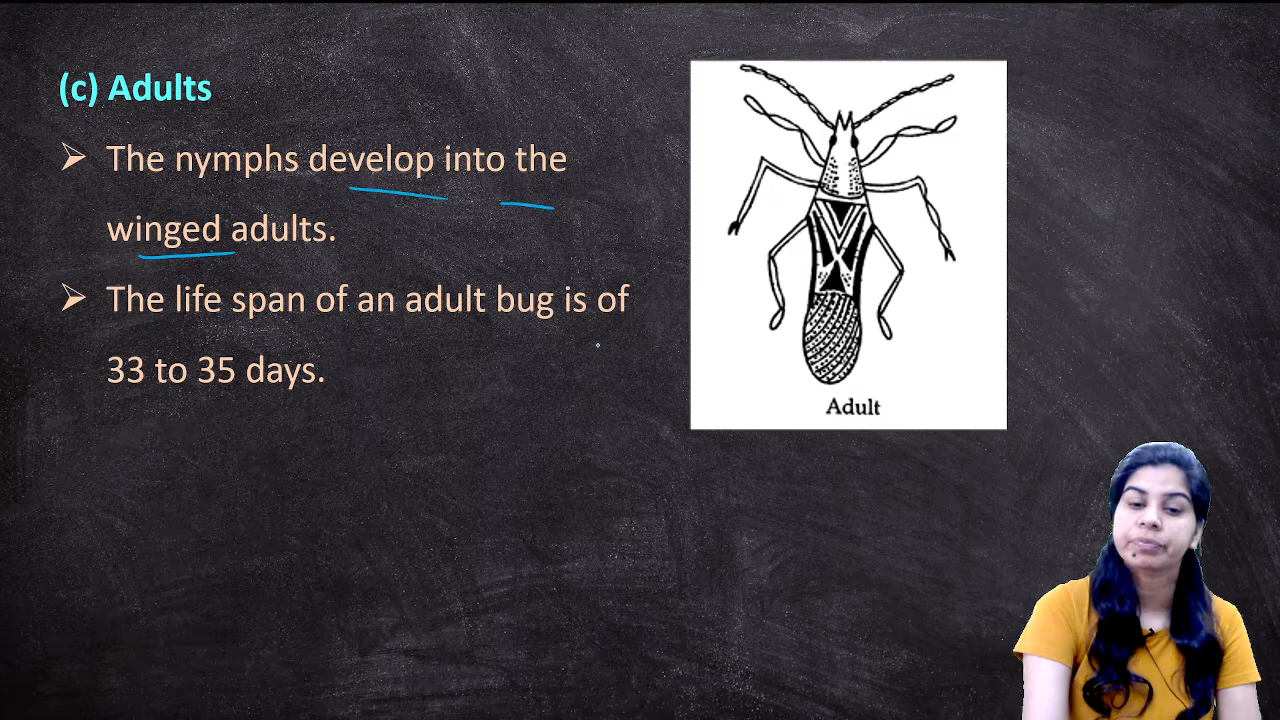 (c) Adults
➢ The nymphs develop into the
winged adults.
➢ The life span of an adult bug is of
33 to 35 days.
Adult